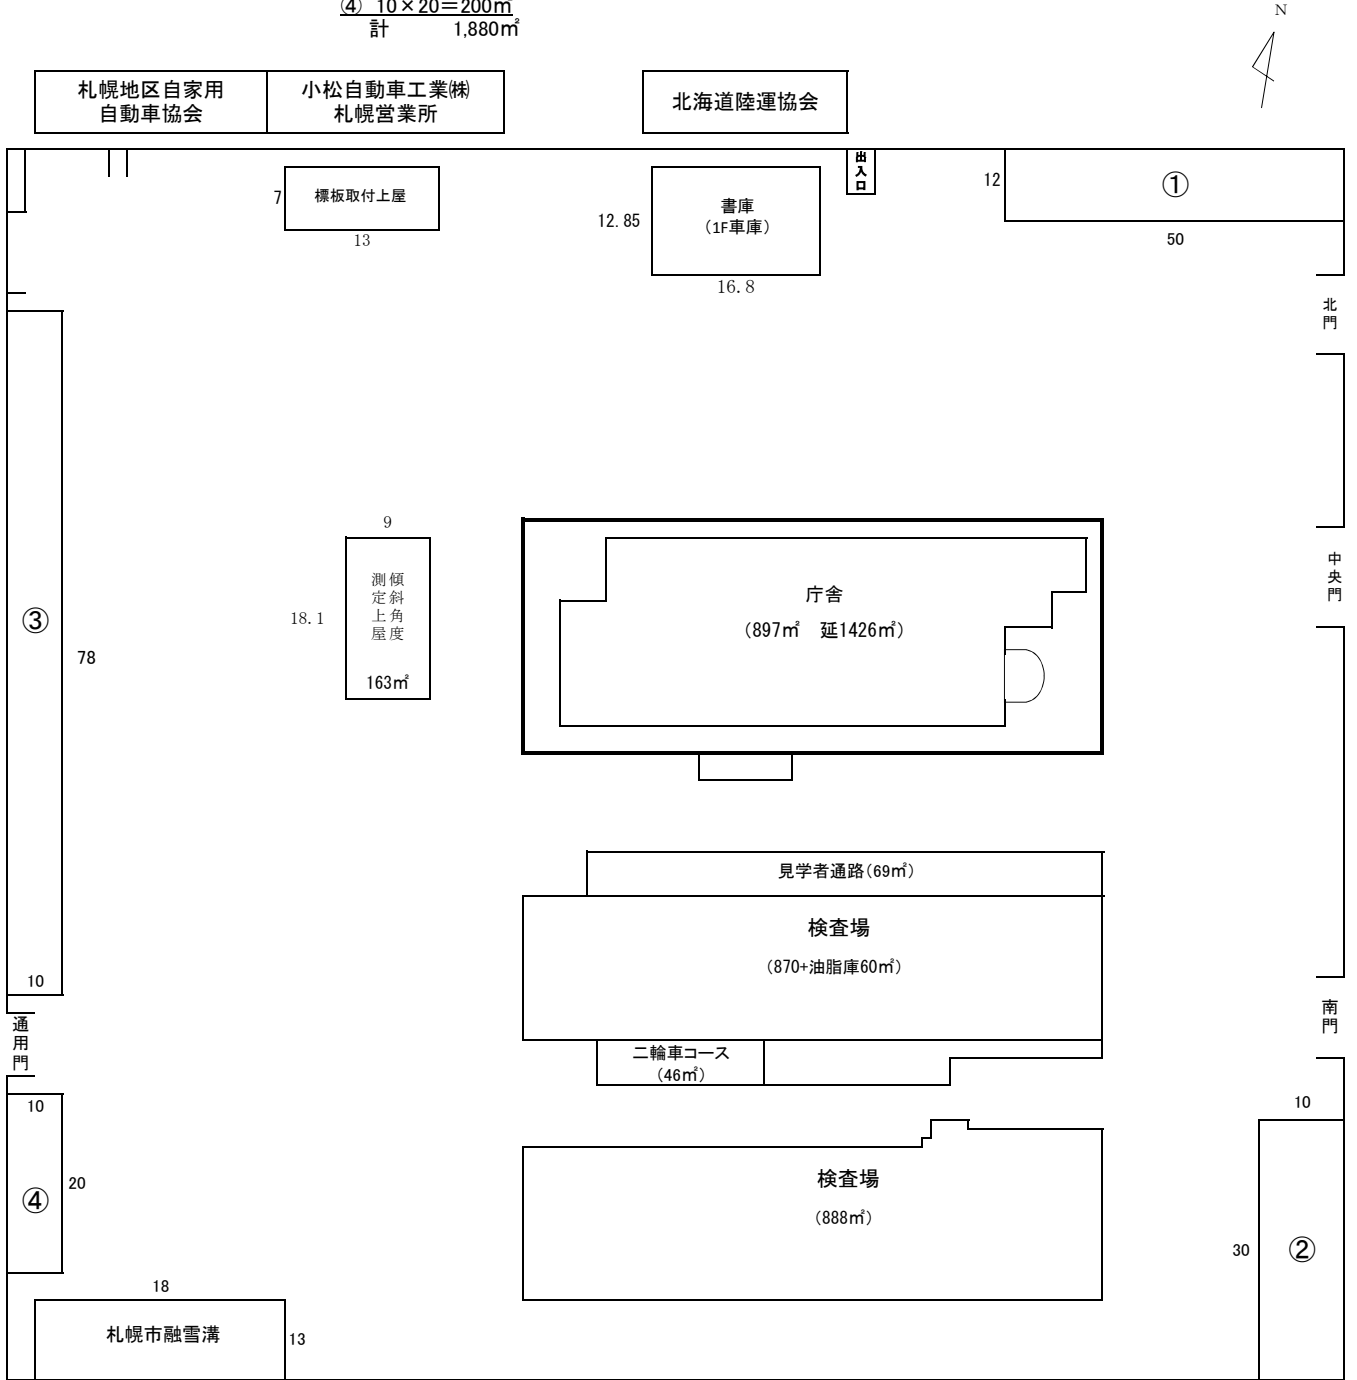 ④ 10×20=200㎡
計 1,880㎡
N
札幌地区自家用
自動車協会
小松自動車工業㈱
札幌営業所
北海道陸運協会
出入口
7
標板取付上屋
13
12.85
書庫
(1F車庫)
16.8
12
①
50
北門
中央門
9
18.1
傾斜角度
測定上屋
163㎡
庁舎
(897㎡ 延1426㎡)
③
78
10
見学者通路(69㎡)
検査場
(870+油脂庫60㎡)
通用門
南門
二輪車コース
(46㎡)
10
④
20
検査場
(888㎡)
10
30
②
18
札幌市融雪溝
13